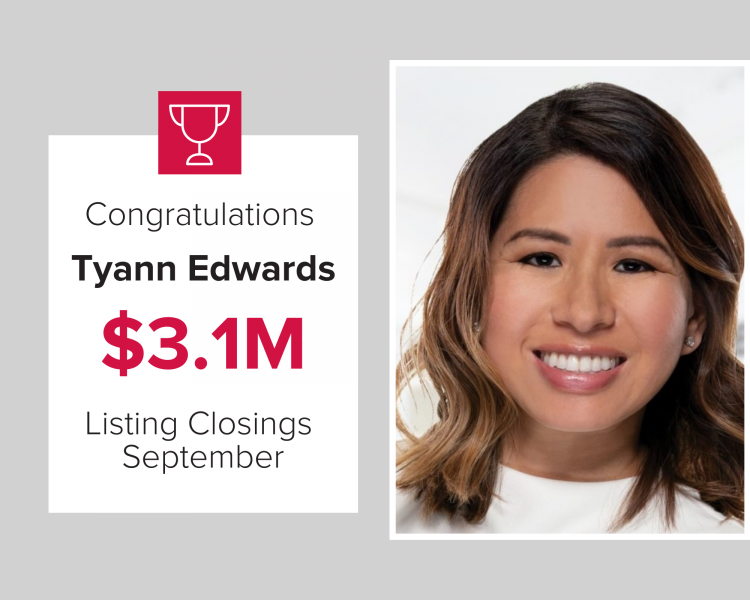 Congratulations
Tyann Edwards
$3.1M
Listing Closings
September